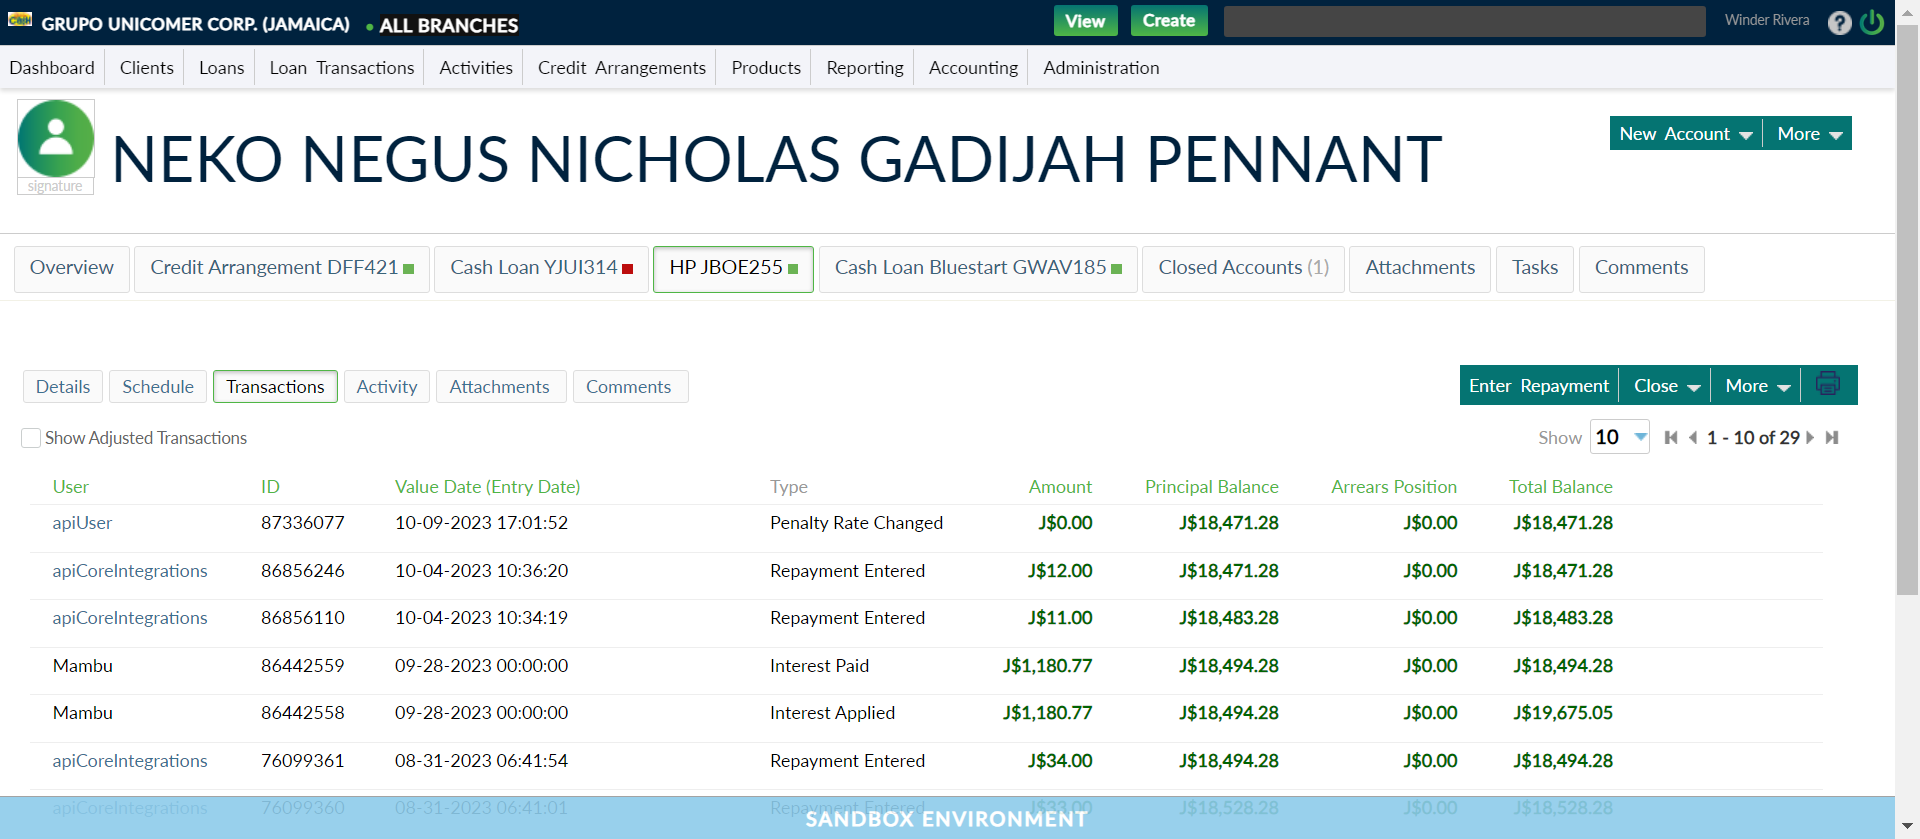 Cash
GRUPO UNICOMER CORP. (JAMAICA) ALL BRANCHES View Create Winder Rivera ?
Dashboard Clients Loans Loan Transactions Activities Credit Arrangements Products Reporting Accounting Administration
signature
NEKO NEGUS NICHOLAS GADIJAH PENNANT
New Account More
Overview Credit Arrangement DFF421 Cash Loan YJUI314 HP JBOE255 Cash Loan Bluestart GWAV185 Closed Accounts (1) Attachments Tasks Comments
Details Schedule Transactions Activity Attachments Comments Enter Repayment Close More
Show Adjusted Transactions Show 10 1 - 10 of 29
User ID Value Date (Entry Date) Type Amount Principal Balance Arrears Position Total Balance
apiUser 87336077 10-09-2023 17:01:52 Penalty Rate Changed J$0.00 J$18,471.28 J$0.00 J$18,471.28
apiCoreIntegrations 86856246 10-04-2023 10:36:20 Repayment Entered J$12.00 J$18,471.28 J$0.00 J$18,471.28
apiCoreIntegrations 86856110 10-04-2023 10:34:19 Repayment Entered J$11.00 J$18,483.28 J$0.00 J$18,483.28
Mambu 86442559 09-28-2023 00:00:00 Interest Paid J$1,180.77 J$18,494.28 J$0.00 J$18,494.28
Mambu 86442558 09-28-2023 00:00:00 Interest Applied J$1,180.77 J$18,494.28 J$0.00 J$19,675.05
apiCoreIntegrations 76099361 08-31-2023 06:41:54 Repayment Entered J$34.00 J$18,494.28 J$0.00 J$18,494.28
apiCoreIntegrations 76099360 08-31-2023 06:41:01 Repayment Entered J$33.00 J$18,528.28 J$0.00 J$18,528.28
SANDBOX ENVIRONMENT